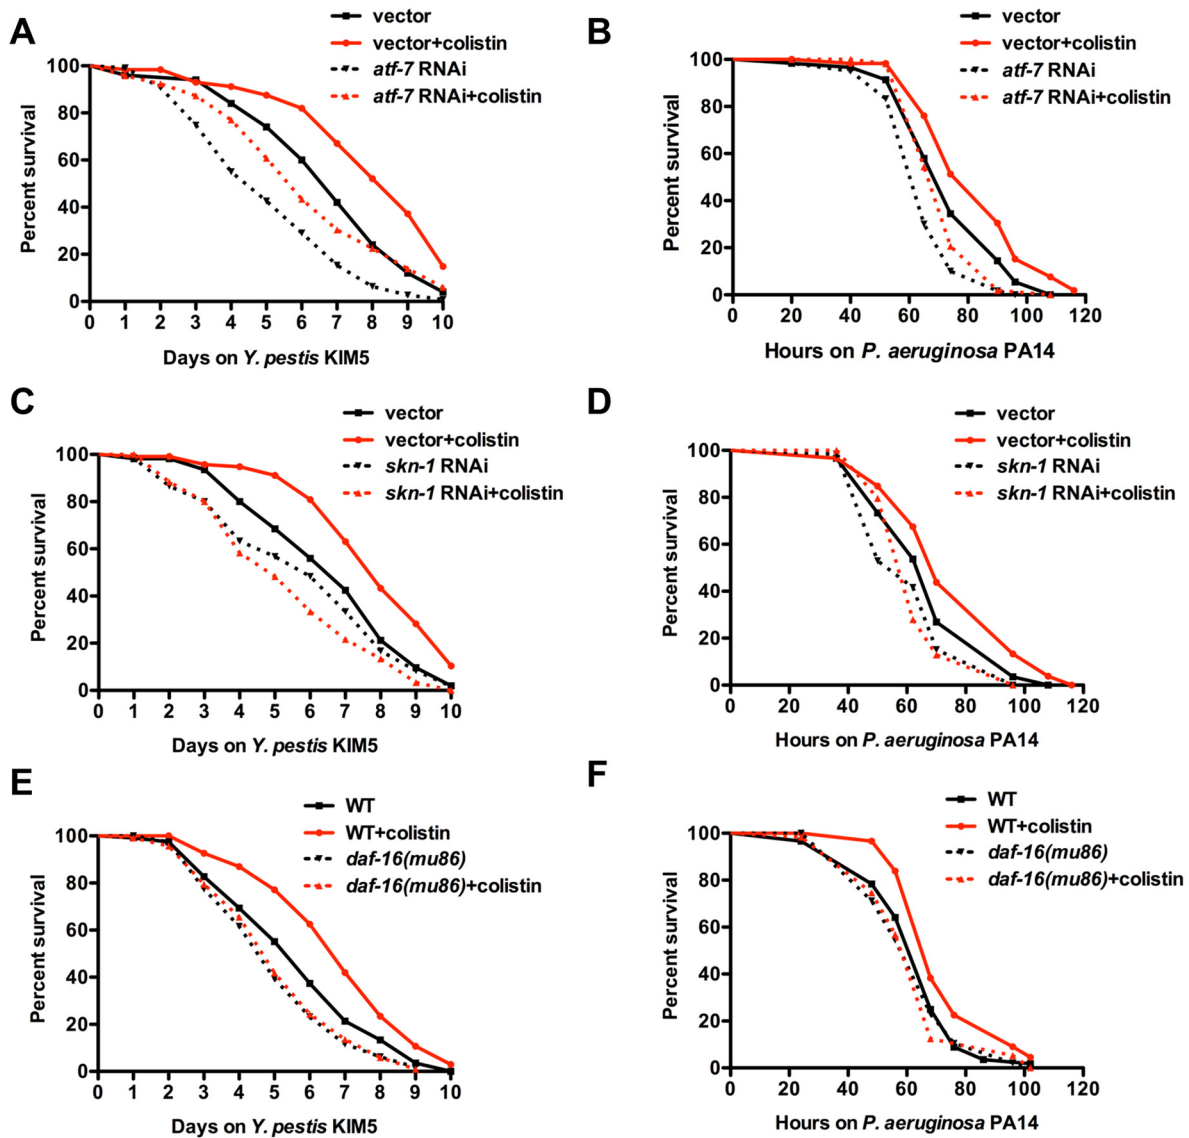 A
vector
vector+colistin
atf-7 RNAi
atf-7 RNAi+colistin
Percent survival
100
80
60
40
20
0
0 1 2 3 4 5 6 7 8 9 10
Days on Y. pestis KIM5
B
vector
vector+colistin
atf-7 RNAi
atf-7 RNAi+colistin
Percent survival
100
80
60
40
20
0
0 20 40 60 80 100 120
Hours on P. aeruginosa PA14
C
vector
vector+colistin
skn-1 RNAi
skn-1 RNAi+colistin
Percent survival
100
80
60
40
20
0
0 1 2 3 4 5 6 7 8 9 10
Days on Y. pestis KIM5
D
vector
vector+colistin
skn-1 RNAi
skn-1 RNAi+colistin
Percent survival
100
80
60
40
20
0
0 20 40 60 80 100 120
Hours on P. aeruginosa PA14
E
WT
WT+colistin
daf-16(mu86)
daf-16(mu86)+colistin
Percent survival
100
80
60
40
20
0
0 1 2 3 4 5 6 7 8 9 10
Days on Y. pestis KIM5
F
WT
WT+colistin
daf-16(mu86)
daf-16(mu86)+colistin
Percent survival
100
80
60
40
20
0
0 20 40 60 80 100 120
Hours on P. aeruginosa PA14